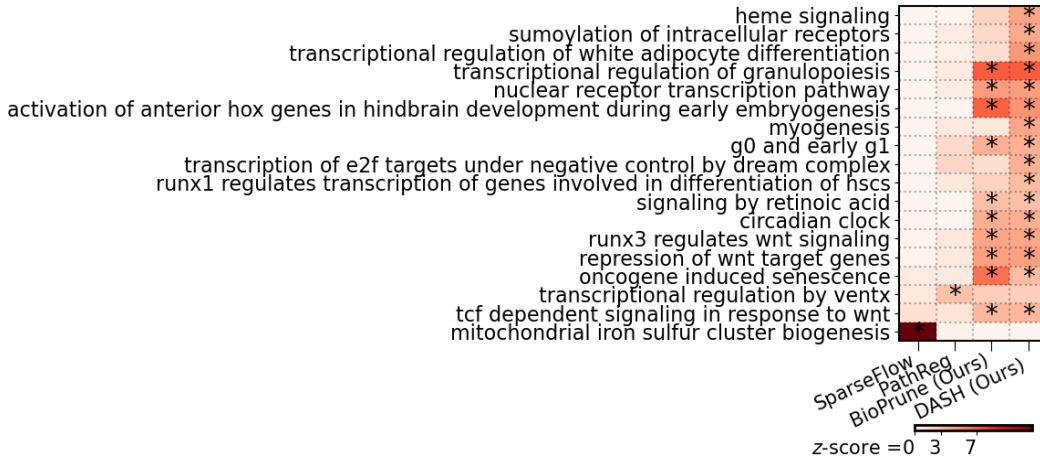 heme signaling *
sumoylation of intracellular receptors *
transcriptional regulation of white adipocyte differentiation *
transcriptional regulation of granulopoiesis * *
nuclear receptor transcription pathway * *
activation of anterior hox genes in hindbrain development during early embryogenesis * *
myogenesis *
g0 and early g1 * *
transcription of e2f targets under negative control by dream complex *
runx1 regulates transcription of genes involved in differentiation of hscs *
signaling by retinoic acid * *
circadian clock * *
runx3 regulates wnt signaling * *
repression of wnt target genes * *
oncogene induced senescence * *
transcriptional regulation by ventx *
tcf dependent signaling in response to wnt * *
mitochondrial iron sulfur cluster biogenesis *
SparseFlow
PathReg
BioPrune (Ours)
DASH (Ours)
z-score =0 3 7